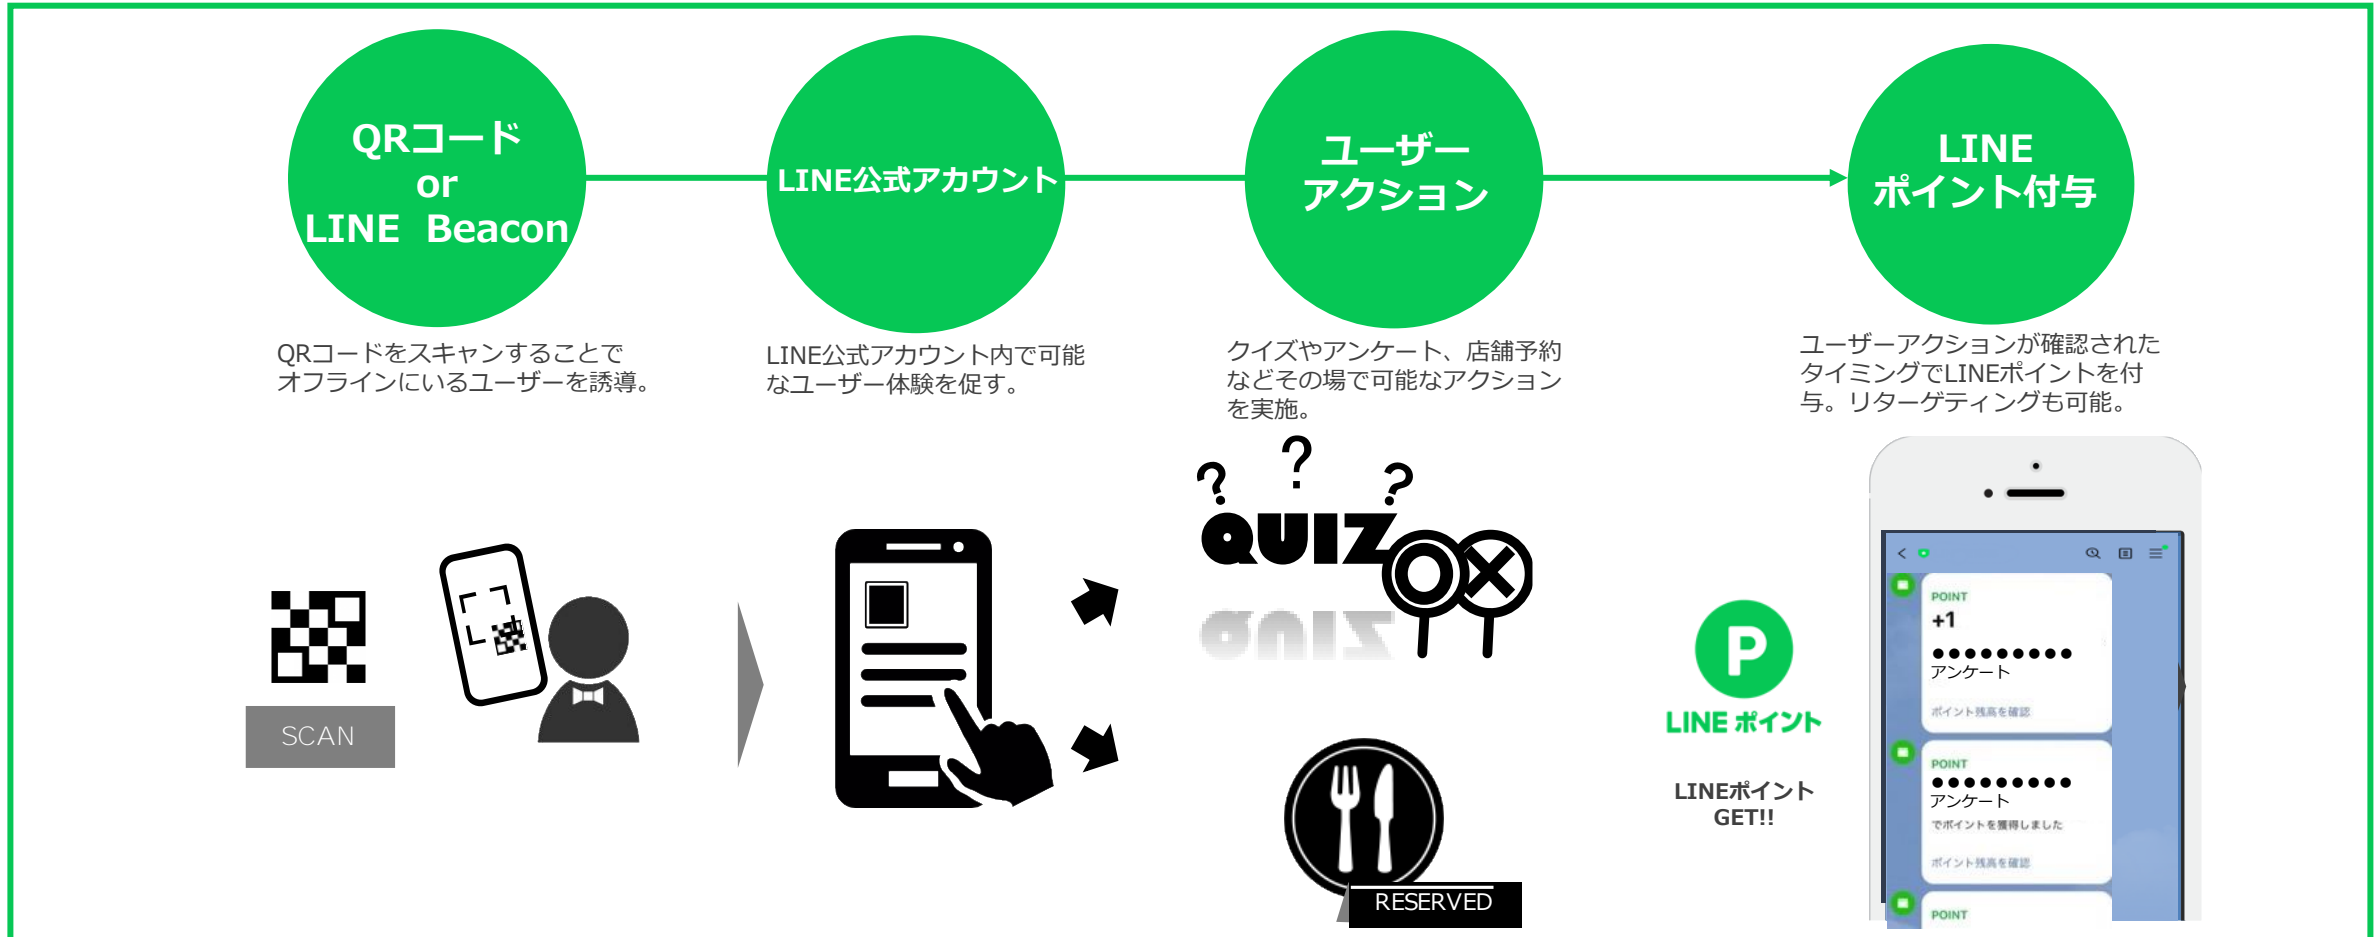 QRコード
or
LINE Beacon
LINE公式アカウント
ユーザー
アクション
LINE
ポイント付与
QRコードをスキャンすることで
オフラインにいるユーザーを誘導。
LINE公式アカウント内で可能
なユーザー体験を促す。
クイズやアンケート、店舗予約
などその場で可能なアクション
を実施。
ユーザーアクションが確認された
タイミングでLINEポイントを付
与。リターゲティングも可能。
SCAN
? ? ?
QUIZ
RESERVED
P
LINE ポイント
LINEポイント
GET!!
POINT
+1
●●●●●●●●●
アンケート
ポイント残高を確認
POINT
●●●●●●●●●
アンケート
でポイントを獲得しました
ポイント残高を確認
POINT